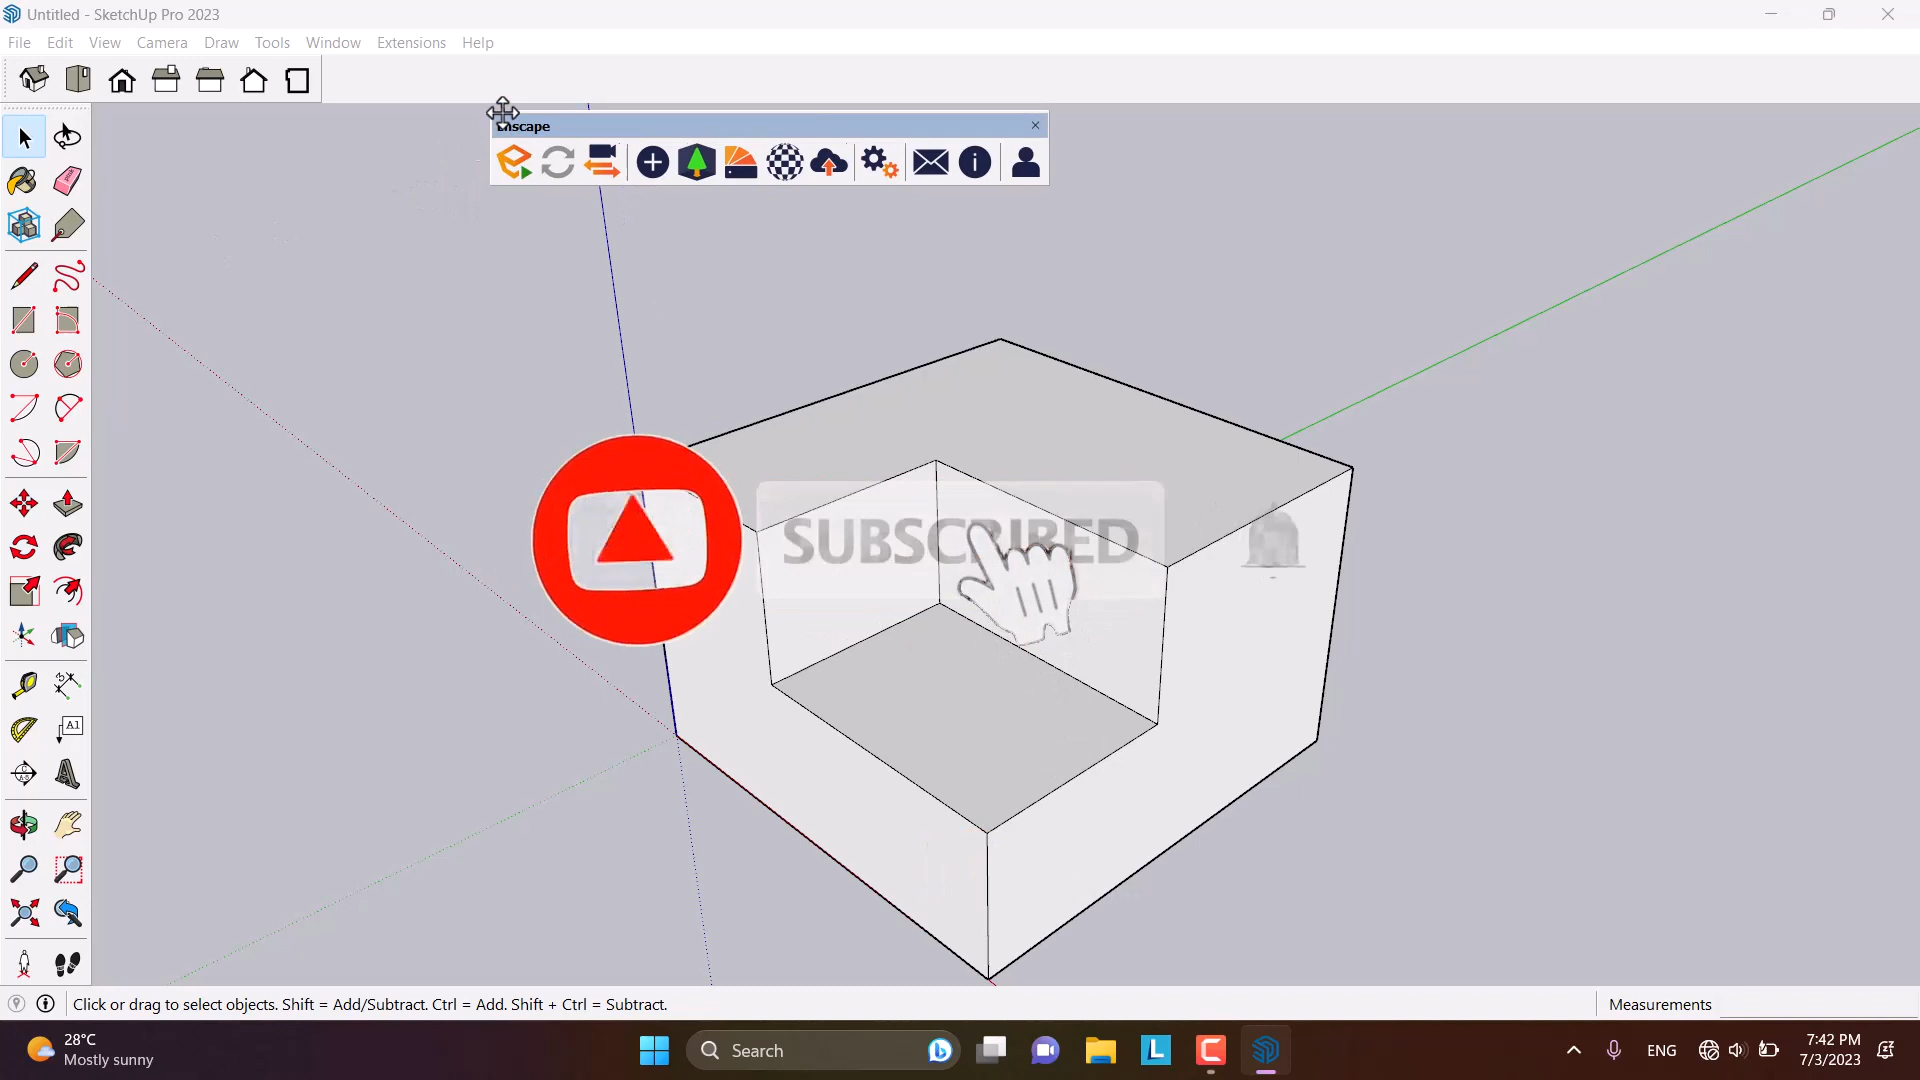 Untitled - SketchUp Pro 2023
File Edit View Camera Draw Tools Window Extensions Help
Enscape
SUBSCRIBED
A1
Click or drag to select objects. Shift = Add/Subtract. Ctrl = Add. Shift + Ctrl = Subtract.
Measurements
28°C
Mostly sunny
Search
L
C
ENG
7:42 PM
7/3/2023